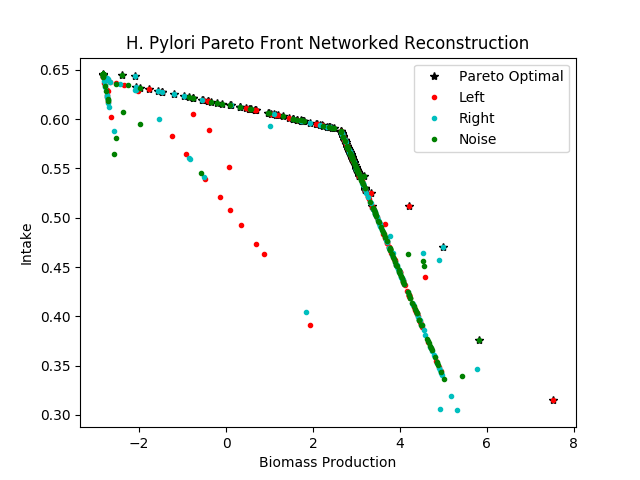 H. Pylori Pareto Front Networked Reconstruction
Pareto Optimal
Left
Right
Noise
Intake
0.65
0.60
0.55
0.50
0.45
0.40
0.35
0.30
−2
0
2
4
6
8
Biomass Production